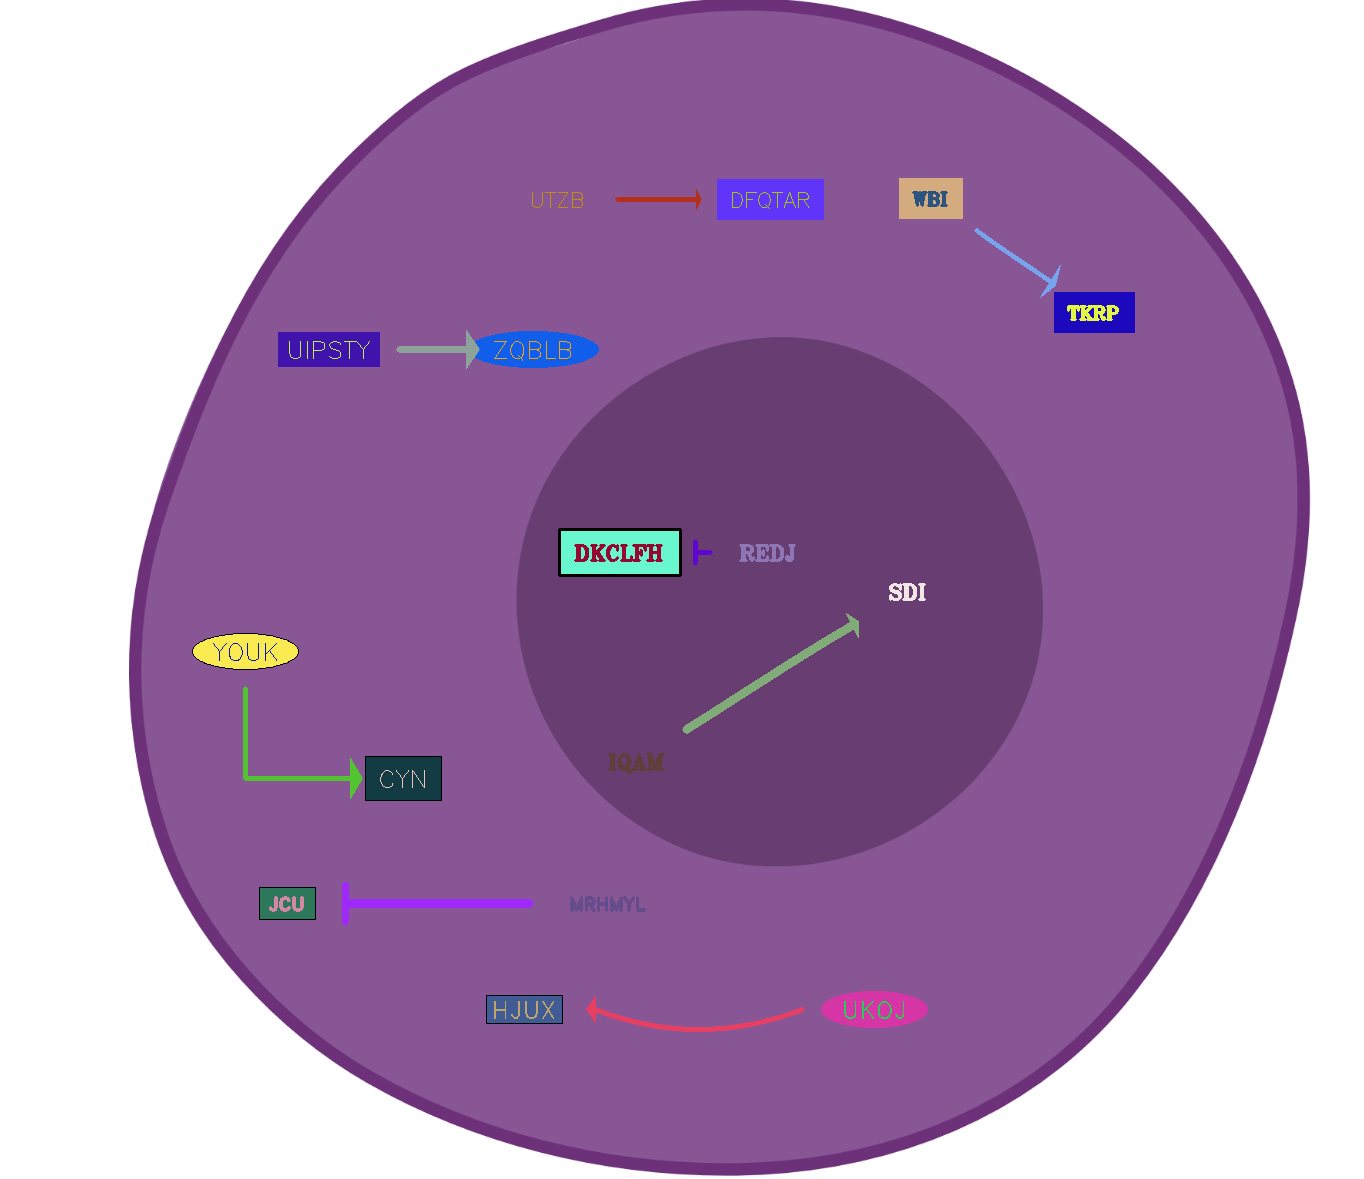 UTZB
DFQTAR
WBI
TKRP
UIPSTY
ZQBLB
DKCLFH
REDJ
SDI
YOUK
IQAM
CYN
JCU
MRHMYL
HJUX
UKOJ